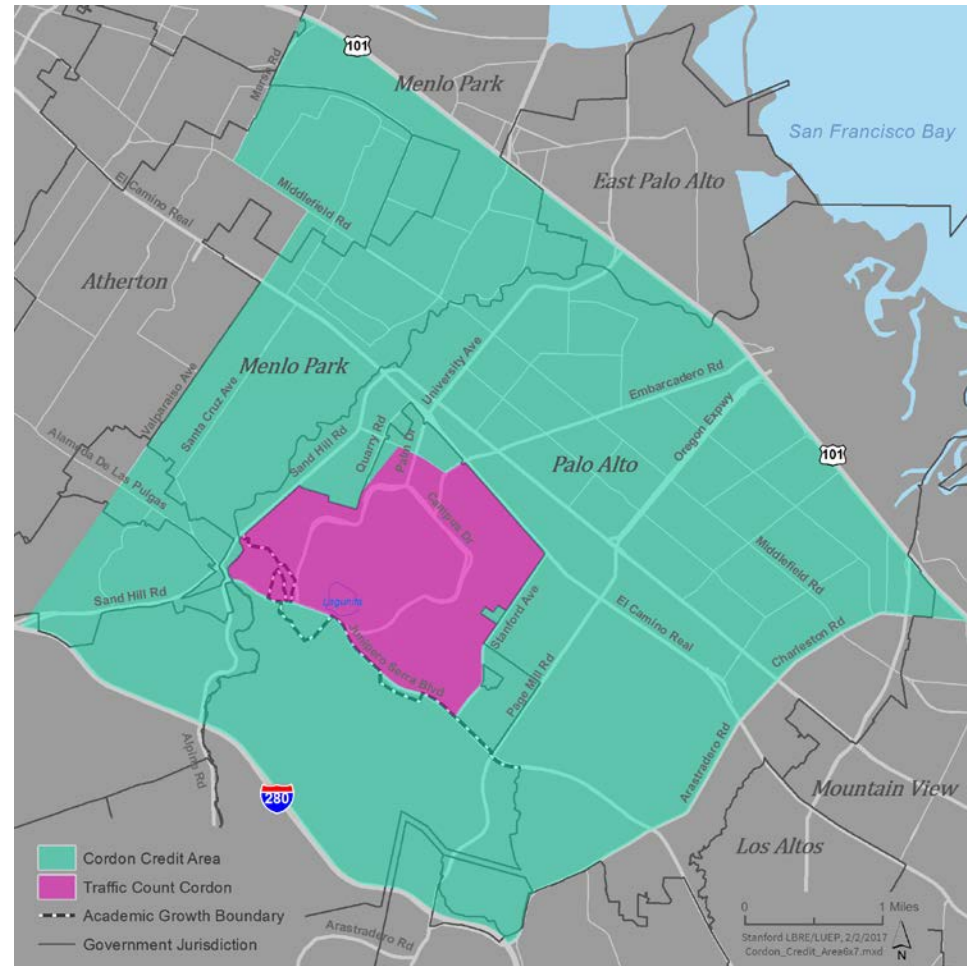 101
Menlo Park
Marsh Rd
San Francisco Bay
East Palo Alto
El Camino Real
Middlefield Rd
Atherton
Menlo Park
University Ave
Embarcadero Rd
Valparaiso Ave
Santa Cruz Ave
Oregon Expwy
Alameda De Las Pulgas
Sand Hill Rd
Quarry Rd
Palm Dr
Palo Alto
101
Campus Dr
Middlefield Rd
Sand Hill Rd
Lagunita
Stanford Ave
El Camino Real
Junipero Serra Blvd
Charleston Rd
Page Mill Rd
Alpine Rd
Arastradero Rd
Mountain View
280
Los Altos
Cordon Credit Area
Traffic Count Cordon
Academic Growth Boundary
Government Jurisdiction
Arastradero Rd
0 1 Miles
Stanford LBRE/LUEP, 2/2/2017
Cordon_Credit_Area6x7.mxd
N